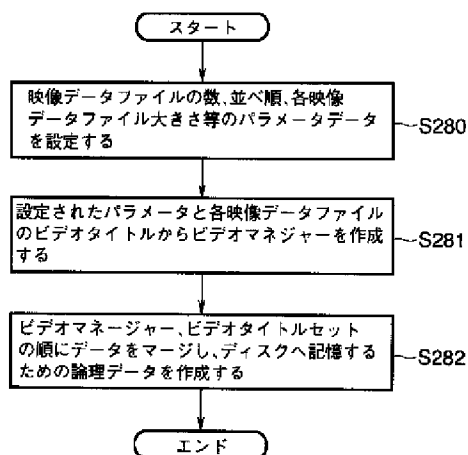 スタート
映像データファイルの数、並べ順、各映像
データファイル大きさ等のパラメータデータ
を設定する
S280
設定されたパラメータと各映像データファイル
のビデオタイトルからビデオマネジャーを作成
する
S281
ビデオマネージャー、ビデオタイトルセット
の順にデータをマージし、ディスクへ記憶する
ための論理データを作成する
S282
エンド